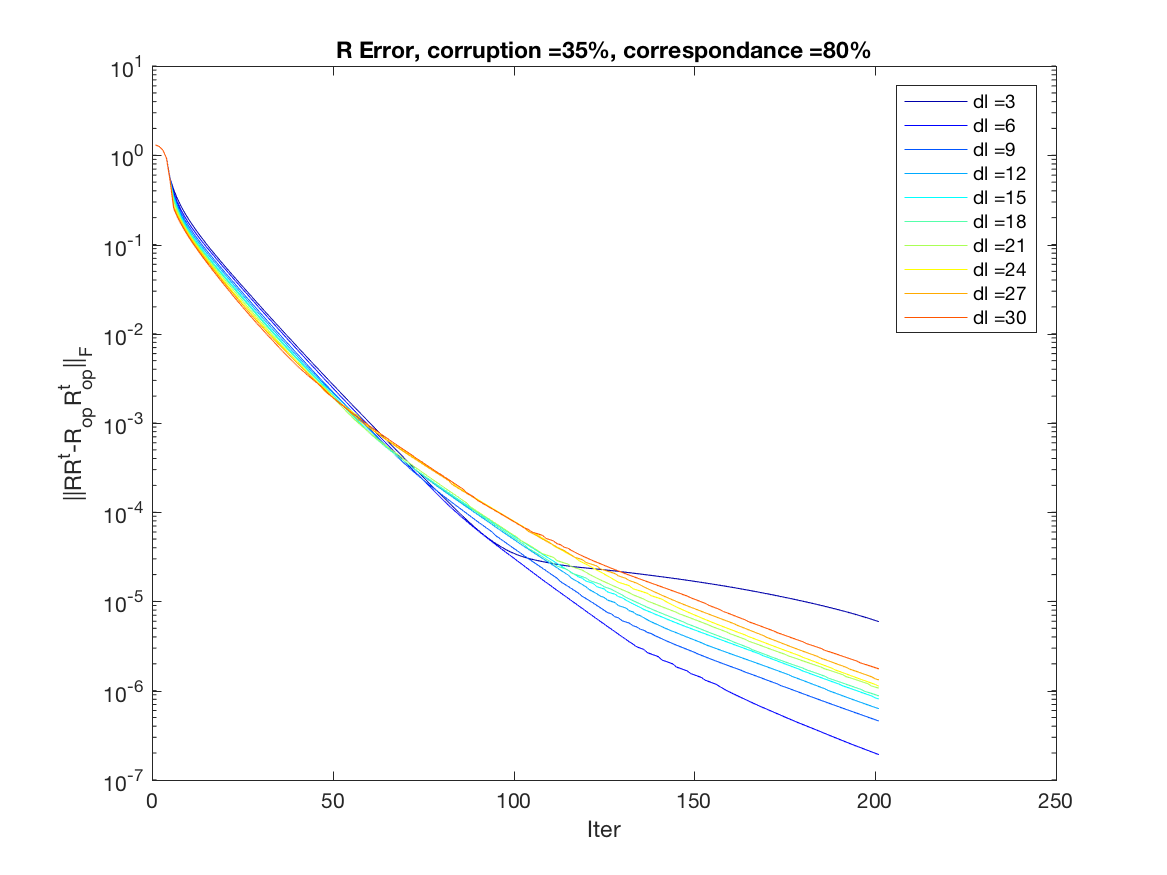 R Error, corruption =35%, correspondance =80%
10^1
10^0
10^-1
10^-2
10^-3
10^-4
10^-5
10^-6
10^-7
||RR^t-R_op R_op^t||_F
dl =3
dl =6
dl =9
dl =12
dl =15
dl =18
dl =21
dl =24
dl =27
dl =30
0 50 100 150 200 250
Iter